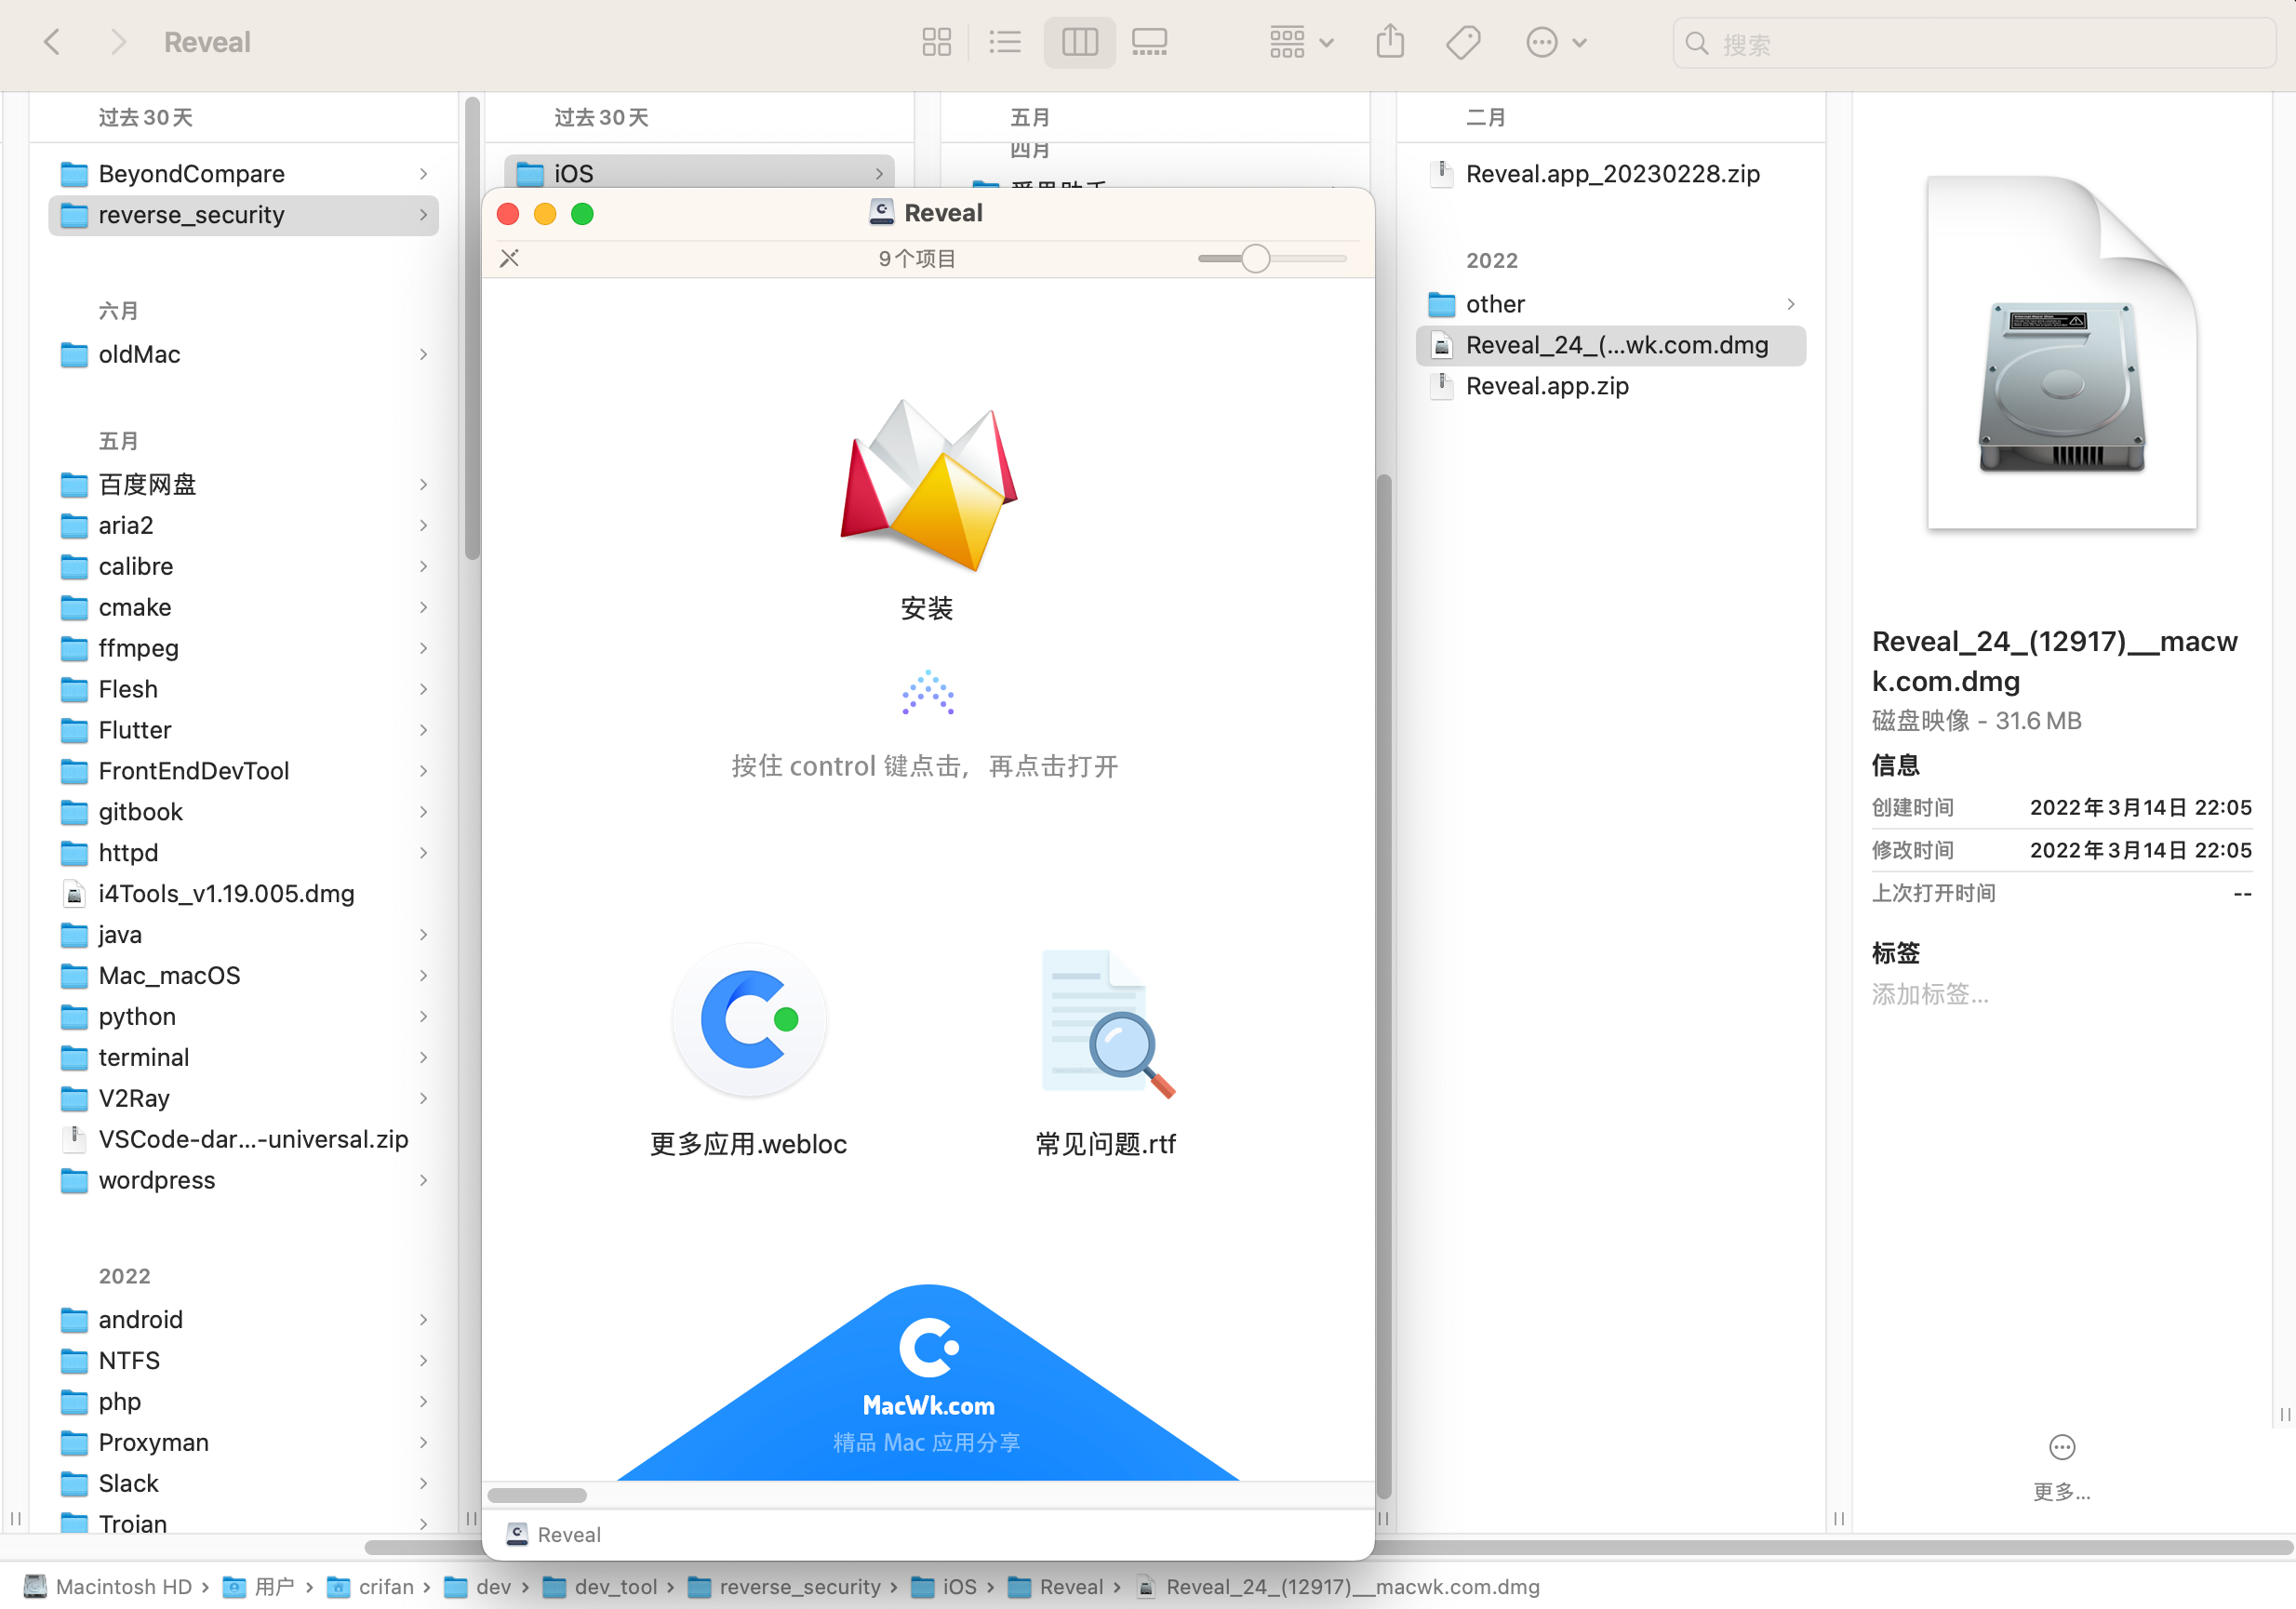 Reveal
搜索
过去 30 天
BeyondCompare
reverse_security
六月
oldMac
五月
百度网盘
aria2
calibre
cmake
ffmpeg
Flesh
Flutter
FrontEndDevTool
gitbook
httpd
i4Tools_v1.19.005.dmg
java
Mac_macOS
python
terminal
V2Ray
VSCode-dar...-universal.zip
wordpress
2022
android
NTFS
php
Proxyman
Slack
Trojan
过去 30 天
iOS
五月
四月
爱思助手
Reveal
9 个项目
安装
按住 control 键点击，再点击打开
更多应用.webloc
常见问题.rtf
MacWk.com
精品 Mac 应用分享
Reveal
二月
Reveal.app_20230228.zip
2022
other
Reveal_24_(...wk.com.dmg
Reveal.app.zip
Reveal_24_(12917)__macw
k.com.dmg
磁盘映像 - 31.6 MB
信息
创建时间 2022年3月14日 22:05
修改时间 2022年3月14日 22:05
上次打开时间 --
标签
添加标签...
更多...
Macintosh HD › 用户 › crifan › dev › dev_tool › reverse_security › iOS › Reveal › Reveal_24_(12917)__macwk.com.dmg